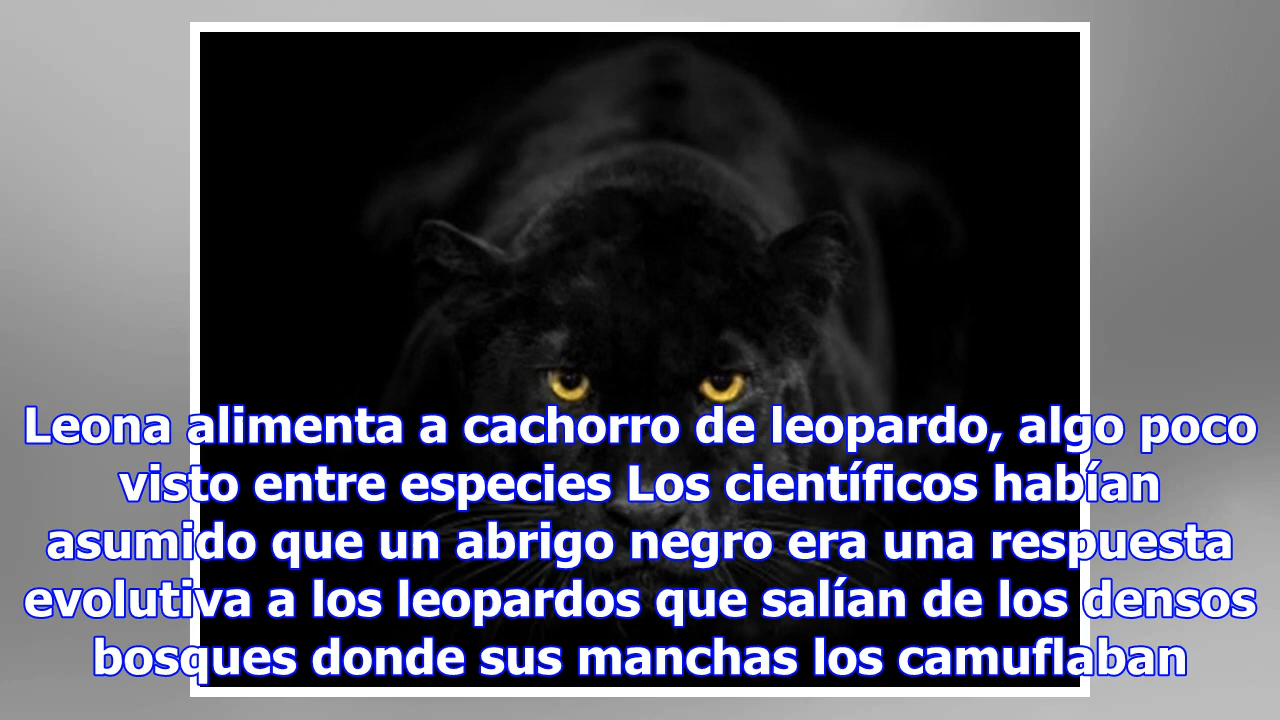 Leona alimenta a cachorro de leopardo, algo poco
visto entre especies Los científicos habían
asumido que un abrigo negro era una respuesta
evolutiva a los leopardos que salían de los densos
bosques donde sus manchas los camuflaban